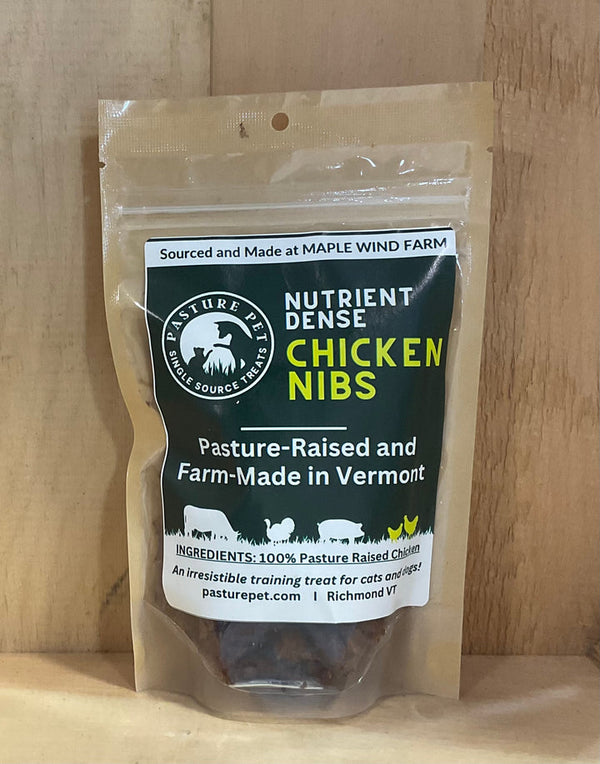 Sourced and Made at MAPLE WIND FARM
PASTURE PET
SINGLE SOURCE TREATS
NUTRIENT
DENSE
CHICKEN
NIBS
Pasture-Raised and
Farm-Made in Vermont
INGREDIENTS: 100% Pasture Raised Chicken
An irresistible training treat for cats and dogs!
pasturepet.com I Richmond VT